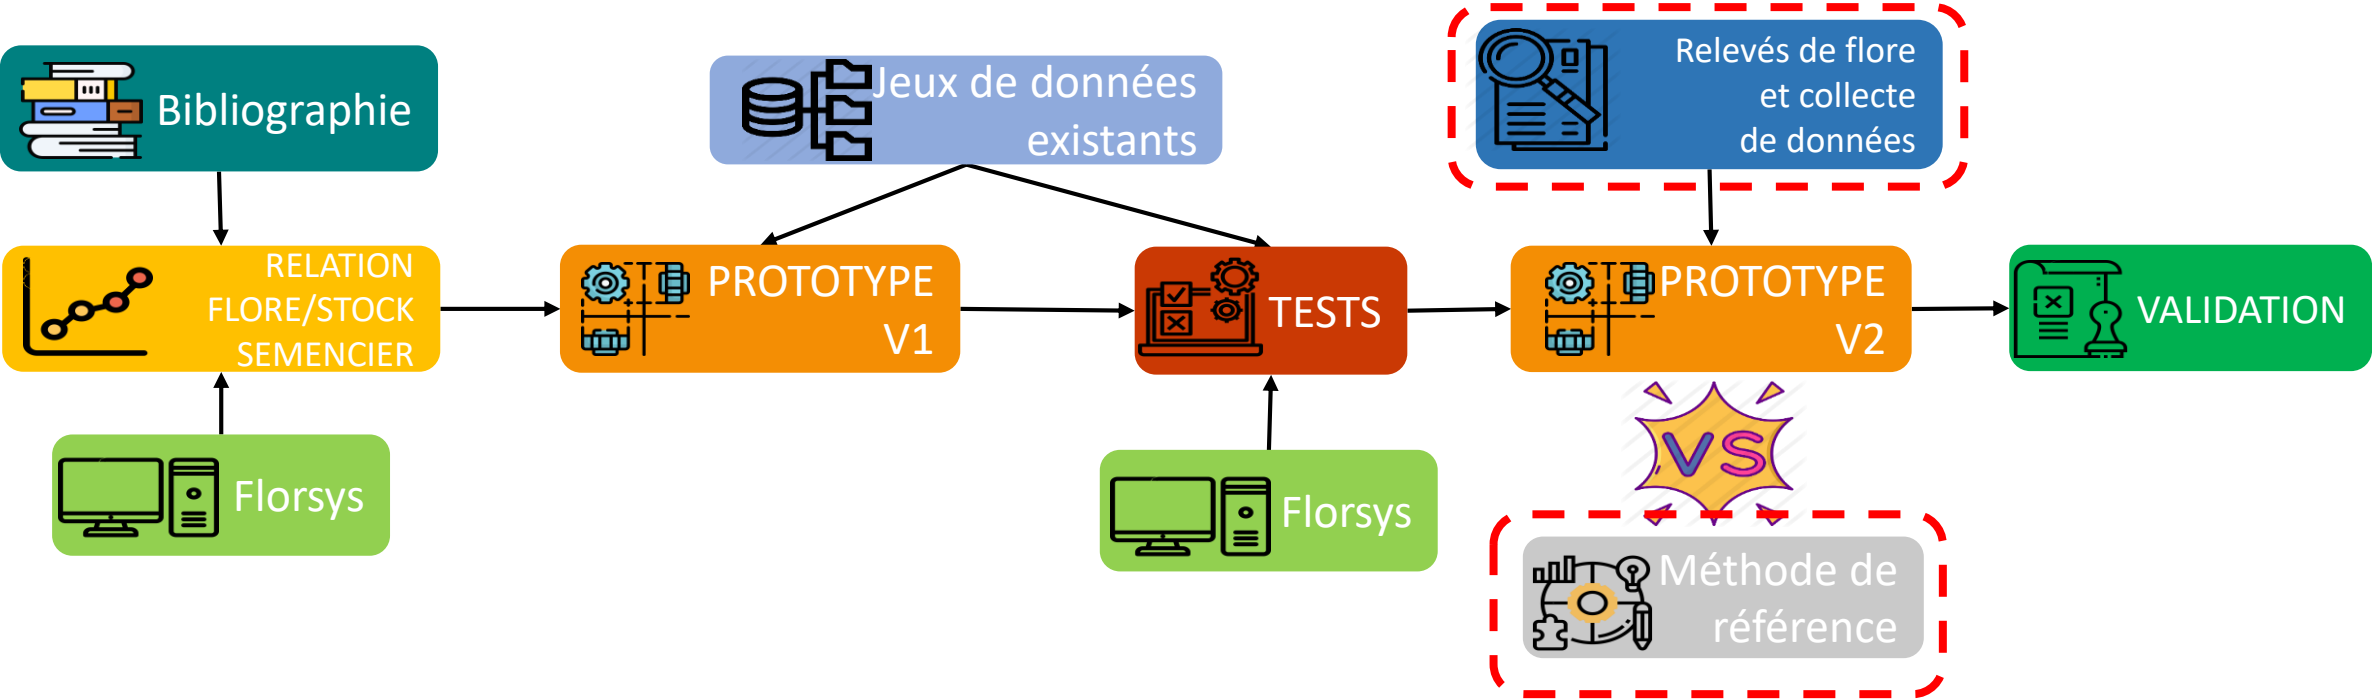 Bibliographie
Jeux de données
existants
Relevés de flore
et collecte
de données
RELATION
FLORE/STOCK
SEMENCIER
PROTOTYPE
V1
TESTS
PROTOTYPE
V2
VALIDATION
Florsys
Florsys
VS
Méthode de
référence